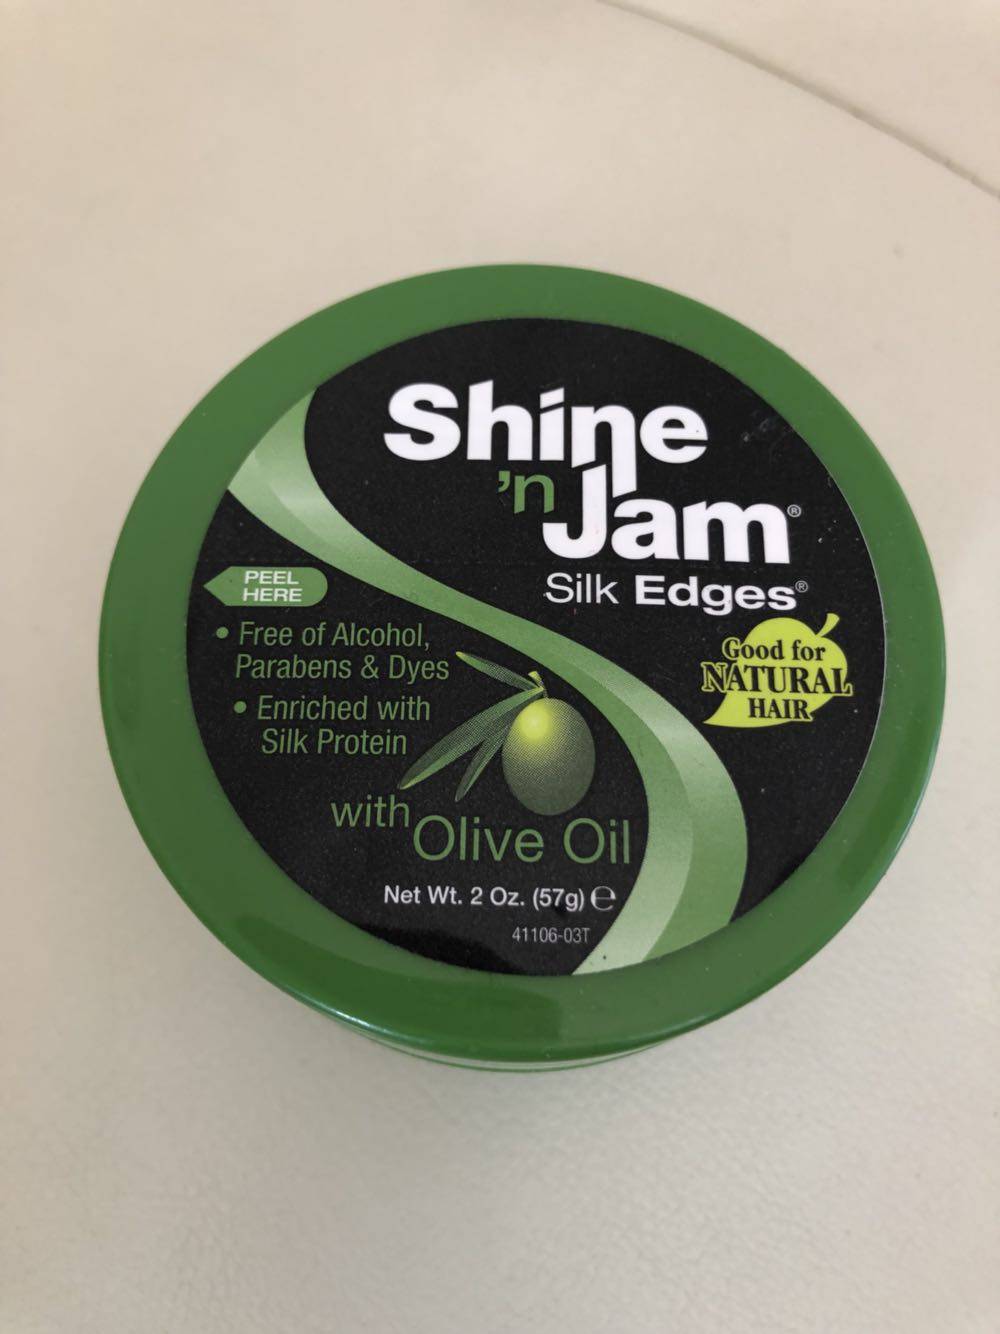 Shine
'n Jam®
Silk Edges®
PEEL
HERE
• Free of Alcohol,
Parabens & Dyes
• Enriched with
Silk Protein
Good for
NATURAL
HAIR
with Olive Oil
Net Wt. 2 Oz. (57g) ℮
41106-03T